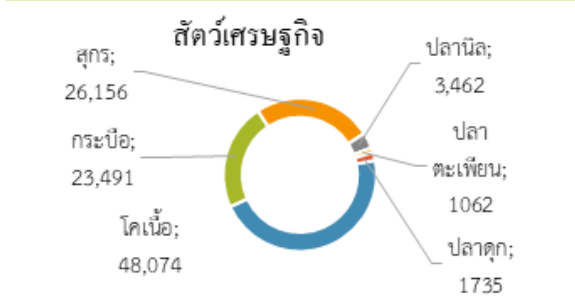 สัตว์เศรษฐกิจ
สุกร;
26,156
กระบือ;
23,491
โคเนื้อ;
48,074
ปลานิล;
3,462
ปลา
ตะเพียน;
1062
ปลาดุก;
1735